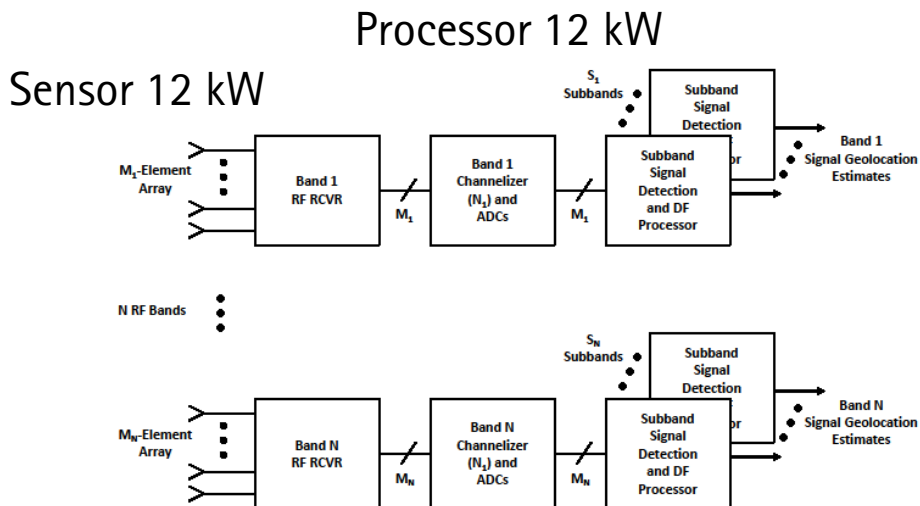 Processor 12 kW
Sensor 12 kW
S1
Subbands
Subband
Signal
Detection
or
M1-Element
Array
Band 1
RF RCVR
M1
Band 1
Channelizer
(N1) and
ADCs
M1
Subband
Signal
Detection
and DF
Processor
Band 1
Signal Geolocation
Estimates
N RF Bands
SN
Subbands
Subband
Signal
Detection
or
MN-Element
Array
Band N
RF RCVR
MN
Band N
Channelizer
(N1) and
ADCs
MN
Subband
Signal
Detection
and DF
Processor
Band N
Signal Geolocation
Estimates